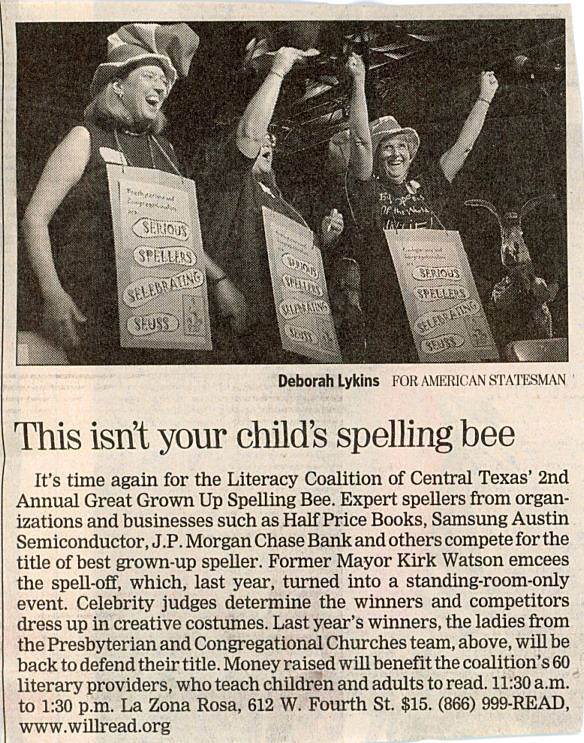 Presbyterian and
Congregationalists
are
SERIOUS
SPELLERS
SELEBRATING
SEUSS
SERIOUS
SPELLERS
SELEBRATING
SEUSS
SERIOUS
SPELLERS
SELEBRATING
SEUSS
Deborah Lykins FOR AMERICAN STATESMAN
This isn't your child's spelling bee
It's time again for the Literacy Coalition of Central Texas' 2nd
Annual Great Grown Up Spelling Bee. Expert spellers from organ-
izations and businesses such as Half Price Books, Samsung Austin
Semiconductor, J.P. Morgan Chase Bank and others compete for the
title of best grown-up speller. Former Mayor Kirk Watson emcees
the spell-off, which, last year, turned into a standing-room-only
event. Celebrity judges determine the winners and competitors
dress up in creative costumes. Last year's winners, the ladies from
the Presbyterian and Congregational Churches team, above, will be
back to defend their title. Money raised will benefit the coalition's 60
literary providers, who teach children and adults to read. 11:30 a.m.
to 1:30 p.m. La Zona Rosa, 612 W. Fourth St. $15. (866) 999-READ,
www.willread.org